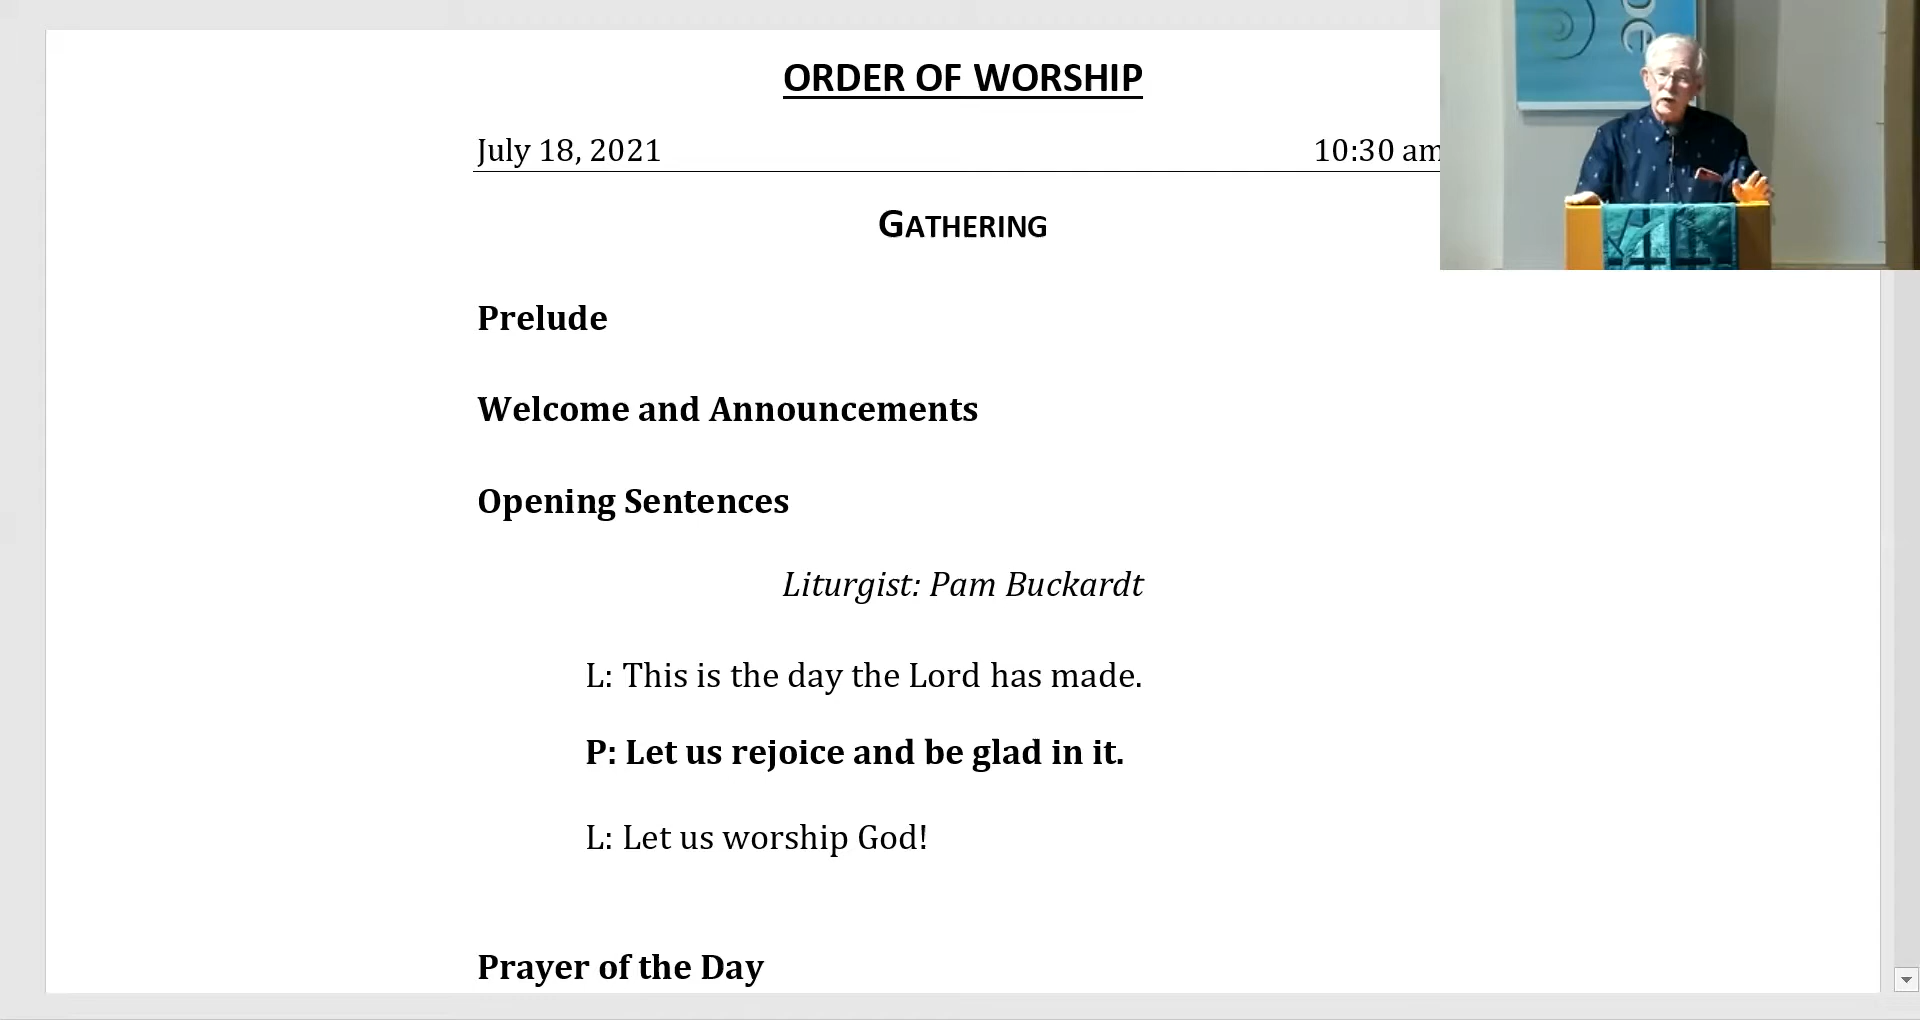 ORDER OF WORSHIP
July 18, 2021 10:30 am
GATHERING
Prelude
Welcome and Announcements
Opening Sentences
Liturgist: Pam Buckardt
L: This is the day the Lord has made.
P: Let us rejoice and be glad in it.
L: Let us worship God!
Prayer of the Day